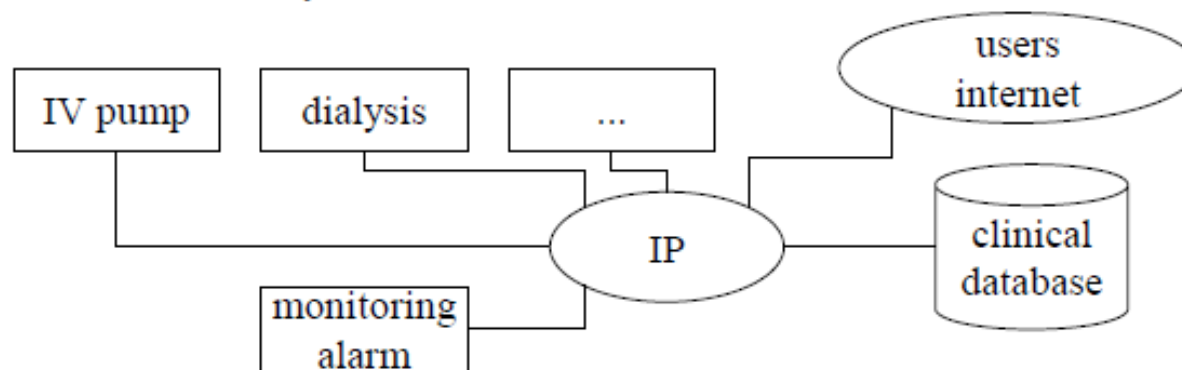 IV pump
dialysis
...
users
internet
IP
clinical
database
monitoring
alarm